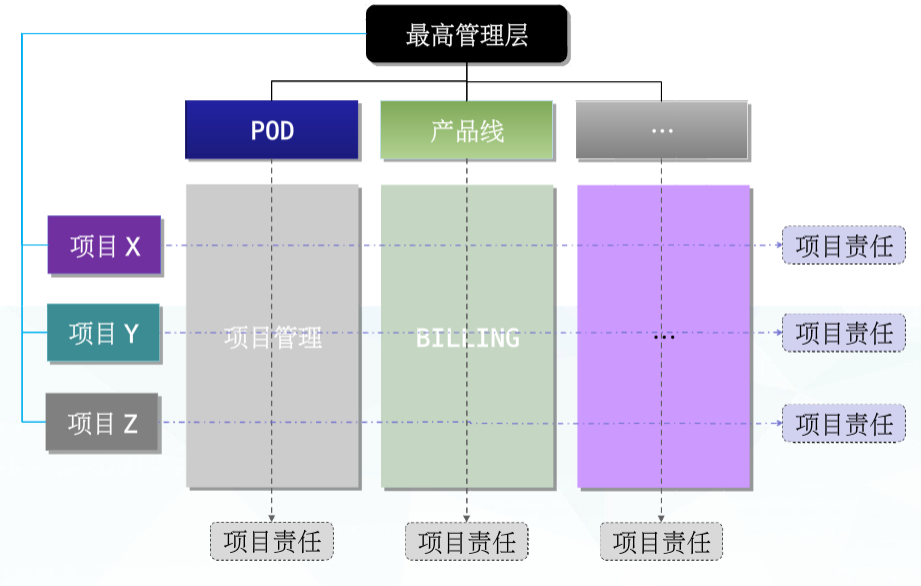 最高管理层
POD
产品线
...
项目 X
项目责任
项目 Y
项目管理
BILLING
...
项目责任
项目 Z
项目责任
项目责任
项目责任
项目责任